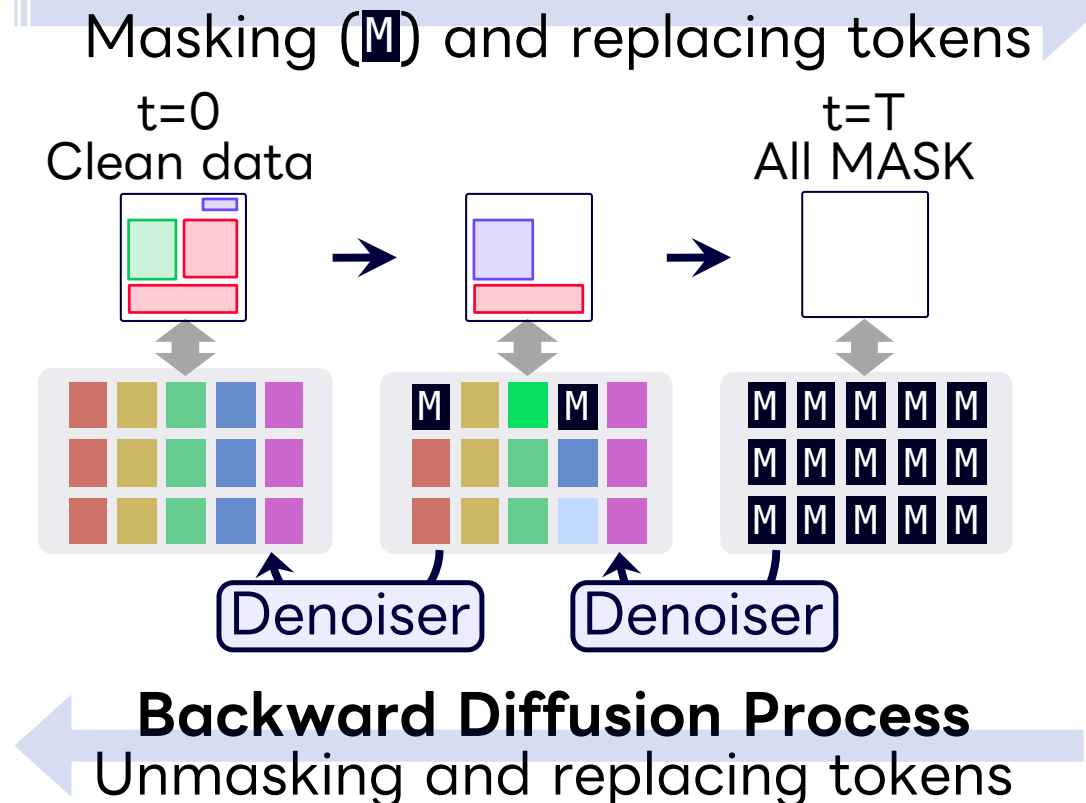 Masking (M) and replacing tokens
t=0
Clean data
t=T
All MASK
M M M M M M M
M M M M M
M M M M M
Denoiser Denoiser
Backward Diffusion Process
Unmasking and replacing tokens